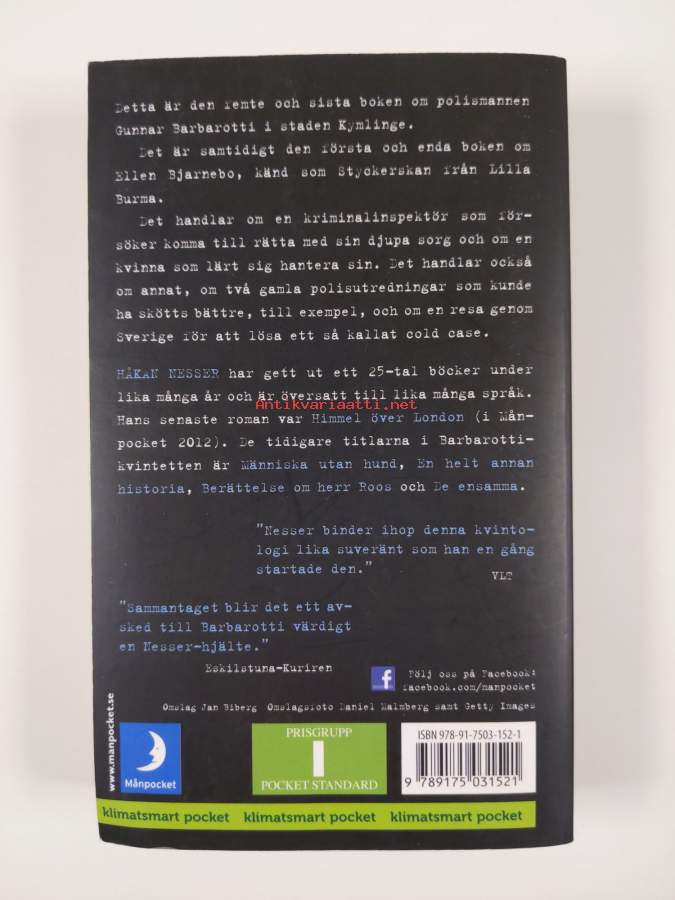 Detta är den femte och sista boken om polismannen
Gunnar Barbarotti i staden Kymlinge.
Det är samtidigt den första och enda boken om
Ellen Bjarnebo, känd som Styckerskan från Lilla
Burma.
Det handlar om en kriminalinspektör som för-
söker komma till rätta med sin djupa sorg och om en
kvinna som lärt sig hantera sin. Det handlar också
om annat, om två gamla polisutredningar som kunde
ha skötts bättre, till exempel, och om en resa genom
Sverige för att lösa ett så kallat cold case.
HÅKAN NESSER har gett ut ett 25-tal böcker under
lika många år och är översatt till lika många språk.
Antikvariaatti.net
Hans senaste roman var Himmel över London (i Mån-
pocket 2012). De tidigare titlarna i Barbarotti-
kvintetten är Människa utan hund, En helt annan
historia, Berättelse om herr Roos och De ensamma.
"Nesser binder ihop denna kvinto-
logi lika suveränt som han en gång
startade den."
VLT
"Sammantaget blir det ett av-
sked till Barbarotti värdigt
en Nesser-hjälte."
Eskilstuna-Kuriren
f
Följ oss på Facebook:
facebook.com/manpocket
Omslag Jan Biberg Omslagsfoto Daniel Malmberg samt Getty Images
www.manpocket.se
Månpocket
PRISGRUPP
1
POCKET STANDARD
ISBN 978-91-7503-152-1
9 789175 031521
klimatsmart pocket klimatsmart pocket klimatsmart pocket